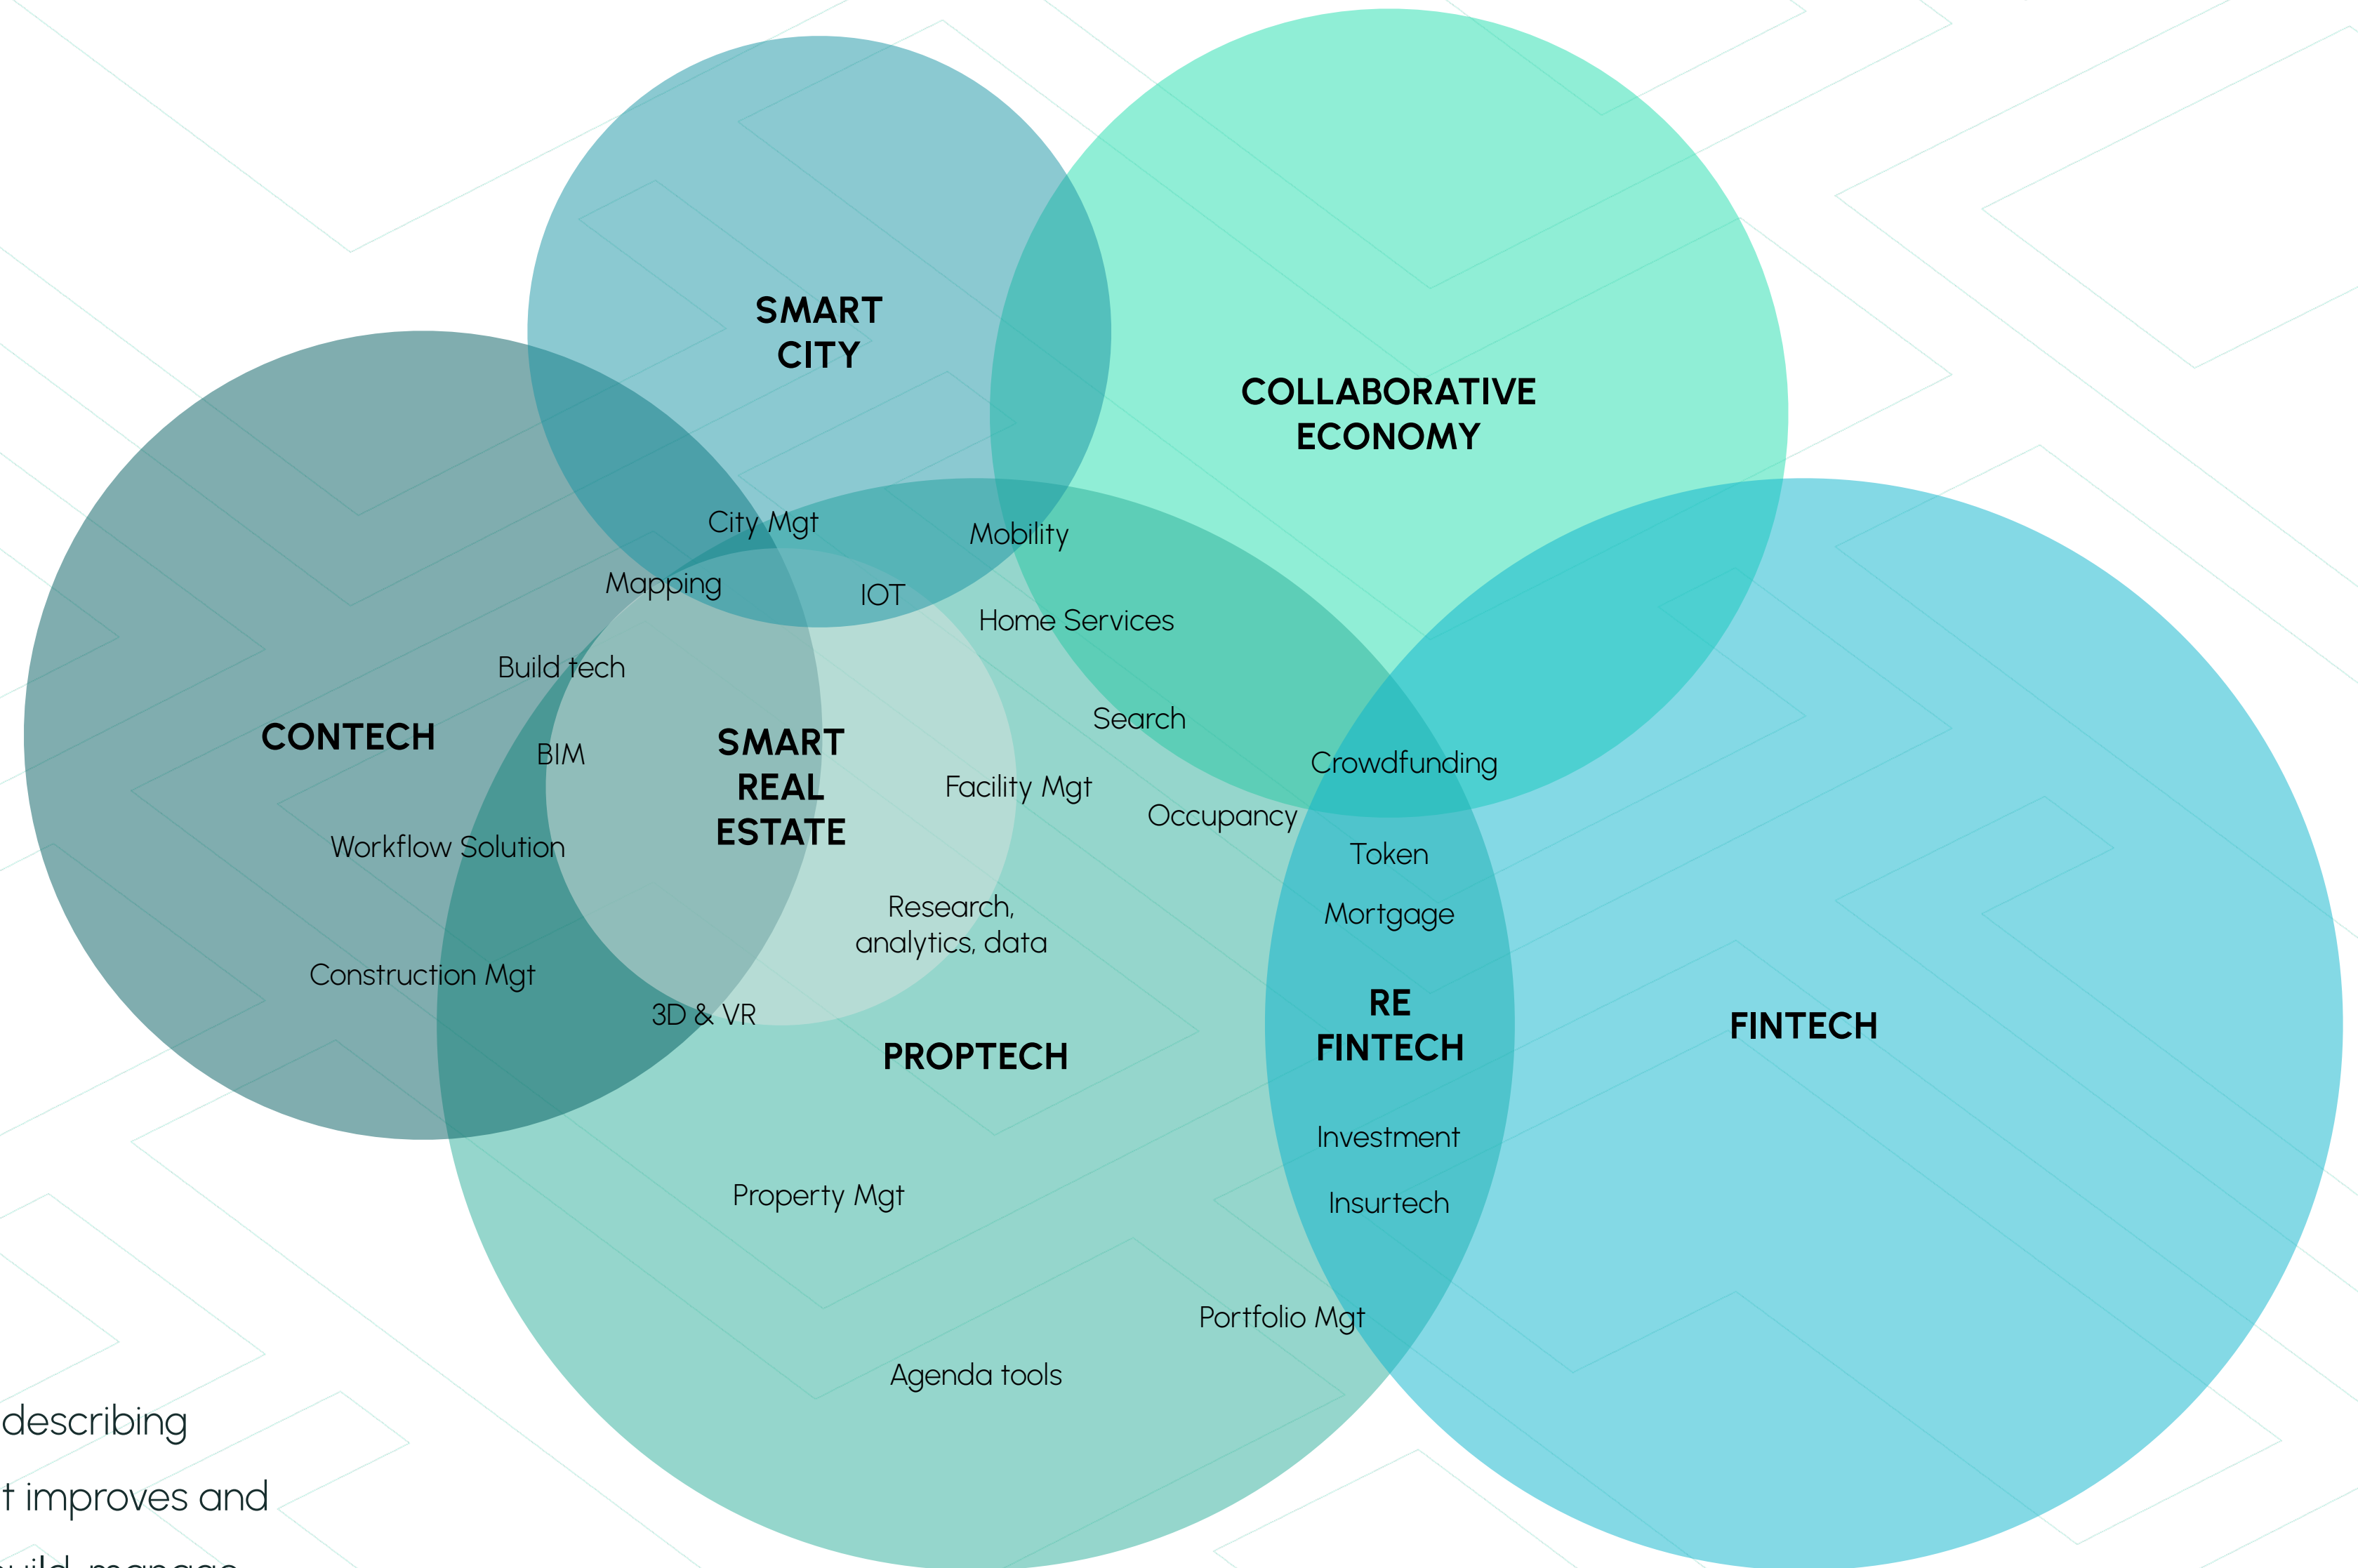 SMART
CITY
COLLABORATIVE
ECONOMY
City Mgt
Mobility
Mapping
IOT
Home Services
Build tech
Search
CONTECH
SMART
REAL
ESTATE
BIM
Crowdfunding
Facility Mgt
Occupancy
Workflow Solution
Token
Mortgage
Research,
analytics, data
Construction Mgt
3D & VR
RE
FINTECH
FINTECH
PROPTECH
Investment
Property Mgt
Insurtech
Portfolio Mgt
Agenda tools
describing
t improves and
manage